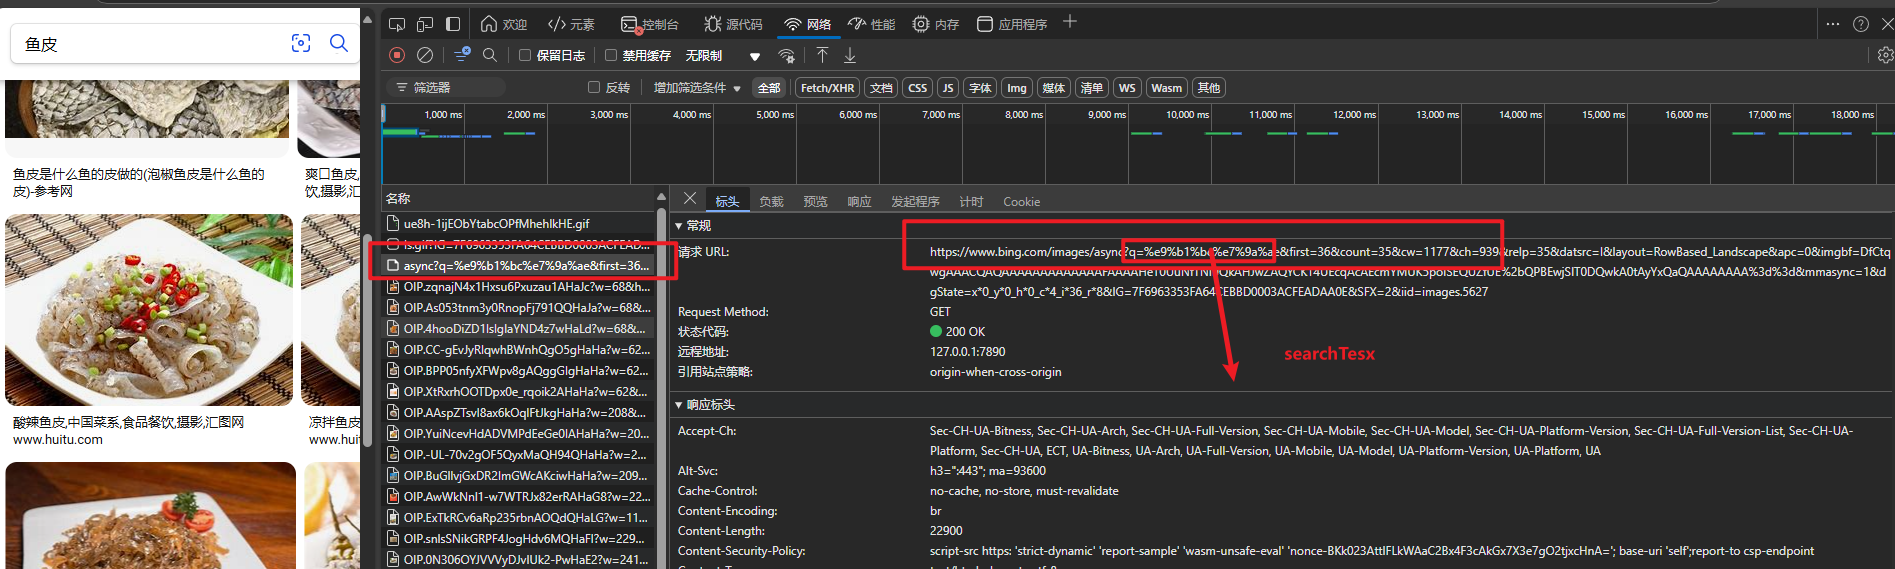 鱼皮
鱼皮是什么鱼的皮做的(泡椒鱼皮是什么鱼的
皮)-参考网
爽口鱼皮,
饮,摄影,汇
酸辣鱼皮,中国菜系,食品餐饮,摄影,汇图网
www.huitu.com
凉拌鱼皮
www.huit
欢迎 元素 控制台 源代码 网络 性能 内存 应用程序
保留日志 禁用缓存 无限制
筛选器 反转 增加筛选条件 全部 Fetch/XHR 文档 CSS JS 字体 Img 媒体 清单 WS Wasm 其他
1,000 ms 2,000 ms 3,000 ms 4,000 ms 5,000 ms 6,000 ms 7,000 ms 8,000 ms 9,000 ms 10,000 ms 11,000 ms 12,000 ms 13,000 ms 14,000 ms 15,000 ms 16,000 ms 17,000 ms 18,000 ms
名称
ue8h-1ijEObYtabcOPfMhehIkHE.gif
async?q=%e9%b1%bc%e7%9a%ae&first=36...
OIP.zqnajN4x1Hxsu6Pxuzau1AHaJc?w=68&h...
OIP.As053tnm3y0RnopFj791QQHaJa?w=68&...
OIP.4hooDiZD1IslglaYND4z7wHaLd?w=68&...
OIP.CC-gEvJyRlqwhBWnhQgO5gHaHa?w=62...
OIP.BPP05nfyXFWpv8gAQggGlgHaHa?w=62...
OIP.XtRxrhOOTDpx0e_rqoik2AHaHa?w=62&...
OIP.AAspZTsvI8ax6kOqlFtJkgHaHa?w=208&...
OIP.YuiNcevHdADVMPdEeGe0IAHaHa?w=20...
OIP.-UL-70v2gOF5QyxMaQH94QHaHa?w=2...
OIP.BuGlIvjGxDR2ImGWcAKciwHaHa?w=209...
OIP.AwWkNnI1-w7WTRJx82erRAHaG8?w=22...
OIP.ExTkRCv6aRp235rbnAOQdQHaLG?w=11...
OIP.snIsSNikGRPF4JogHdv6MQHaFI?w=229...
OIP.0N306OYJVVVyDJvIUk2-PwHaE2?w=241...
标头 负载 预览 响应 发起程序 计时 Cookie
常规
请求 URL:
https://www.bing.com/images/async?q=%e9%b1%bc%e7%9a%ae&first=36&count=35&cw=1177&ch=939&relp=35&datsrc=I&layout=RowBased_Landscape&apc=0&imgbf=DfCtq
%2bQPBEwjSIT0DQwkA0tAyYxQaQAAAAAAAA%3d%3d&mmasync=1&d
gState=x*0_y*0_h*0_c*4_i*36_r*8&IG=7F6963353FA64CEBBD0003ACFEADAA0E&SFX=2&iid=images.5627
Request Method: GET
状态代码: 200 OK
远程地址: 127.0.0.1:7890
引用站点策略: origin-when-cross-origin
searchTesx
响应标头
Accept-Ch: Sec-CH-UA-Bitness, Sec-CH-UA-Arch, Sec-CH-UA-Full-Version, Sec-CH-UA-Mobile, Sec-CH-UA-Model, Sec-CH-UA-Platform-Version, Sec-CH-UA-Full-Version-List, Sec-CH-UA-
Platform, Sec-CH-UA, ECT, UA-Bitness, UA-Arch, UA-Full-Version, UA-Mobile, UA-Model, UA-Platform-Version, UA-Platform, UA
Alt-Svc: h3=":443"; ma=93600
Cache-Control: no-cache, no-store, must-revalidate
Content-Encoding: br
Content-Length: 22900
Content-Security-Policy: script-src https: 'strict-dynamic' 'report-sample' 'wasm-unsafe-eval' 'nonce-BKk023AttIFLkWAaC2Bx4F3cAkGx7X3e7gO2tjxcHnA='; base-uri 'self';report-to csp-endpoint